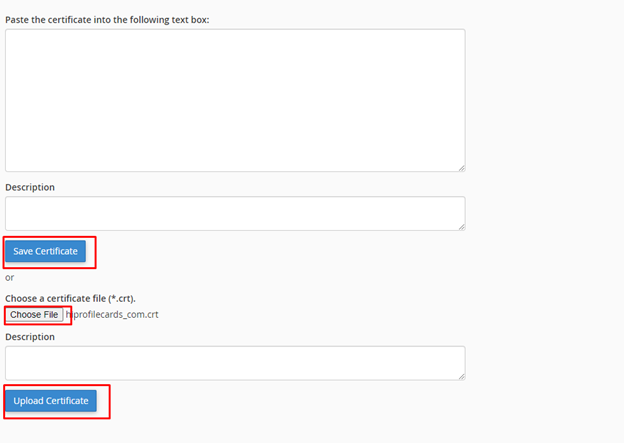 Paste the certificate into the following text box:
Description
Save Certificate
or
Choose a certificate file (*.crt).
Choose File hiprofilecards_com.crt
Description
Upload Certificate